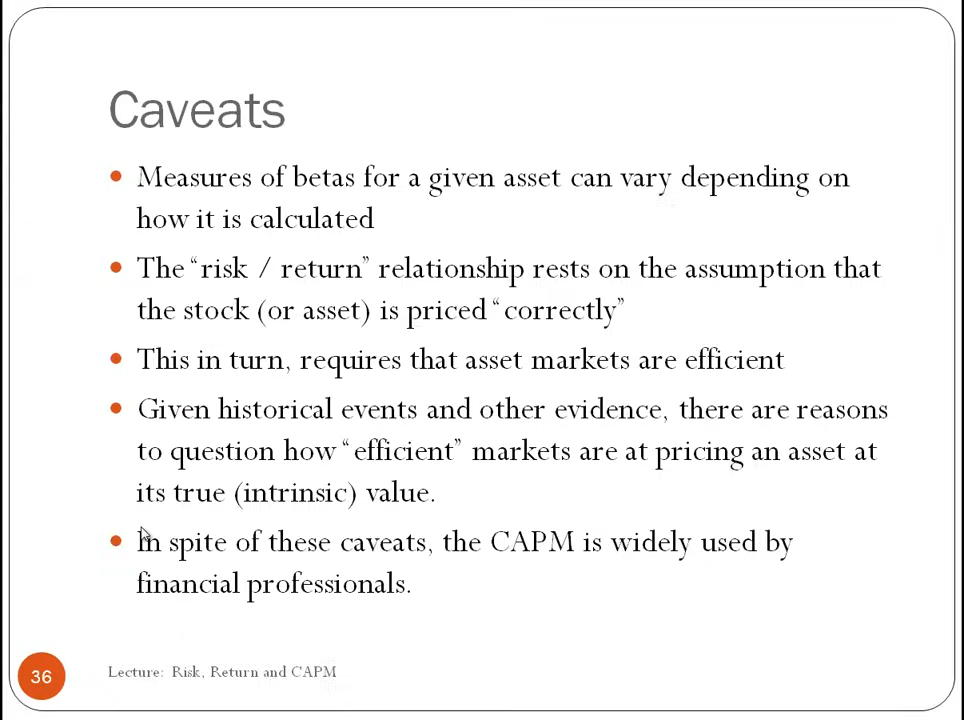 Caveats
• Measures of betas for a given asset can vary depending on
how it is calculated
• The “risk / return” relationship rests on the assumption that
the stock (or asset) is priced “correctly”
• This in turn, requires that asset markets are efficient
• Given historical events and other evidence, there are reasons
to question how “efficient” markets are at pricing an asset at
its true (intrinsic) value.
• In spite of these caveats, the CAPM is widely used by
financial professionals.
36
Lecture: Risk, Return and CAPM